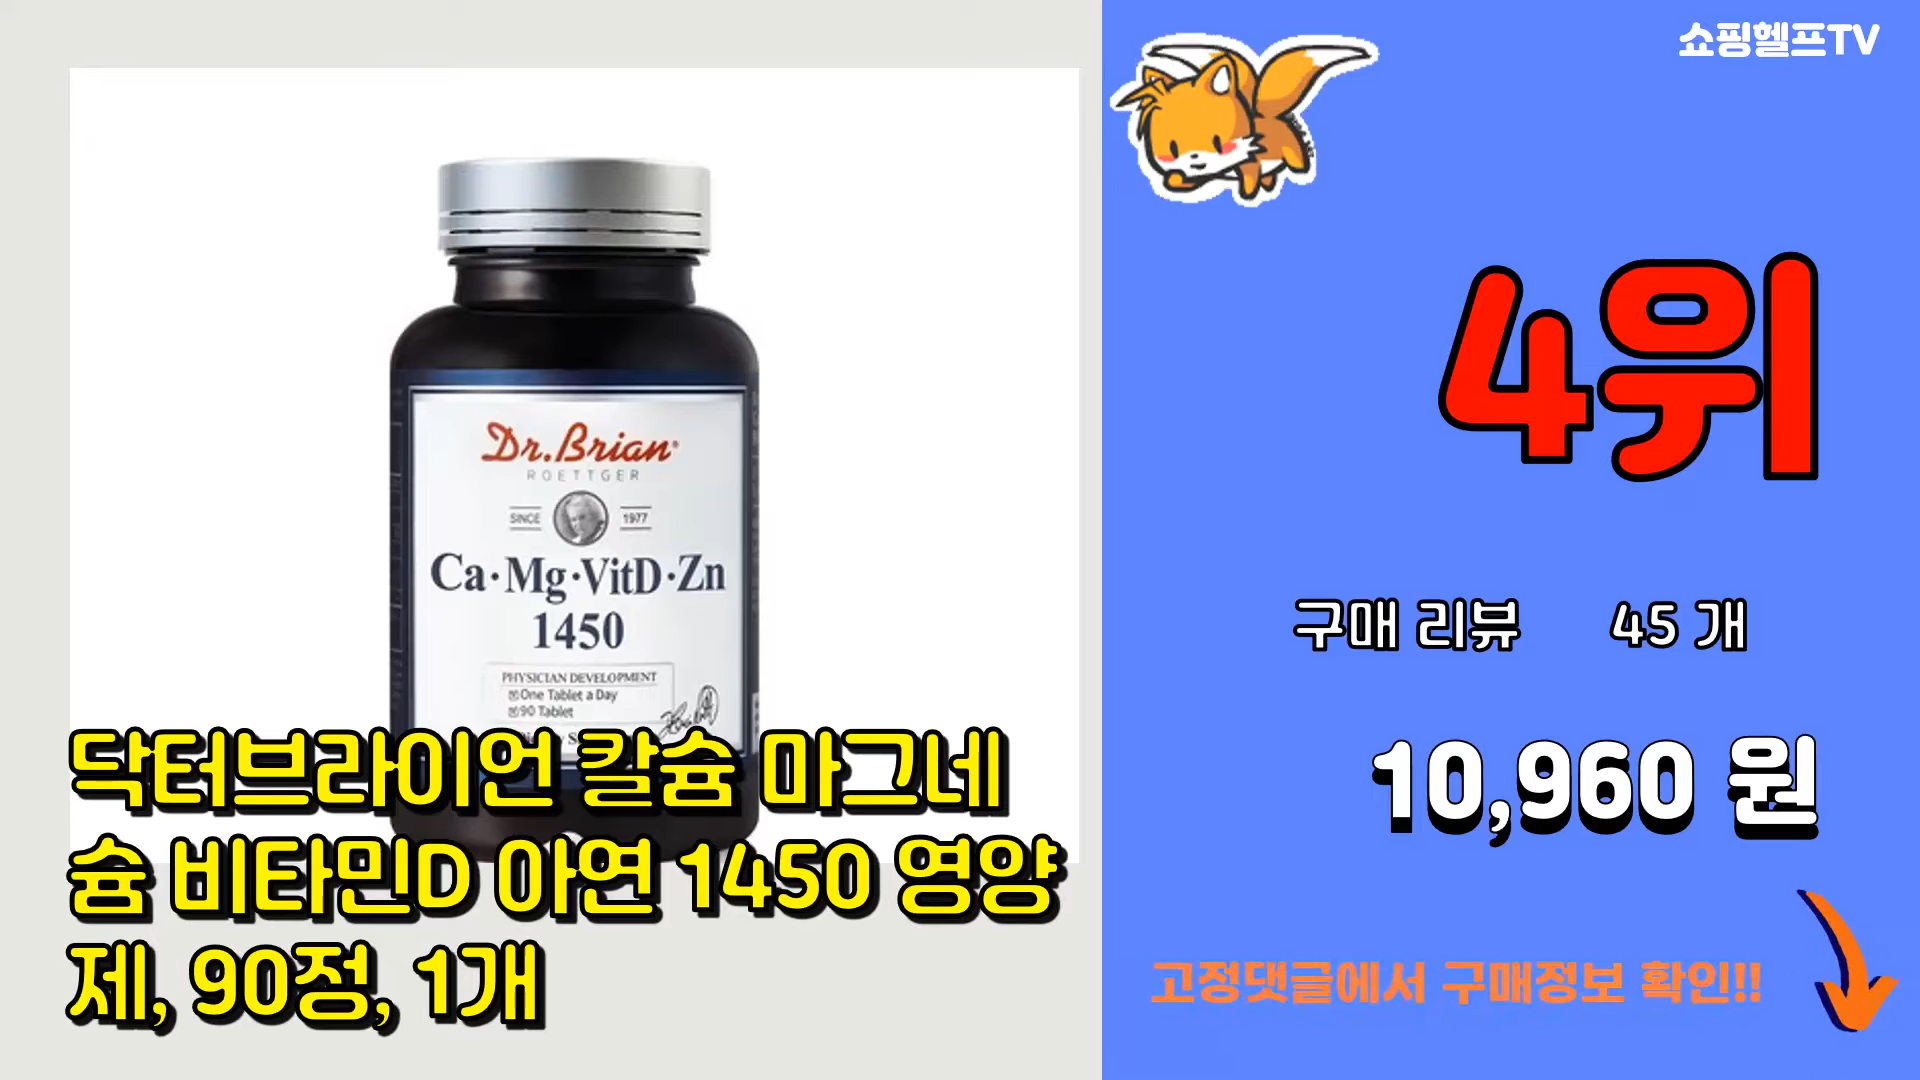 쇼핑헬프TV
4위
구매 리뷰 45 개
10,960 원
고정댓글에서 구매정보 확인!!
Dr.Brian®
ROETTGER
SINCE 1977
Ca·Mg·VitD·Zn
1450
PHYSICIAN DEVELOPMENT
One Tablet a Day
90 Tablet
닥터브라이언 칼슘 마그네
슘 비타민D 아연 1450 영양
제, 90정, 1개